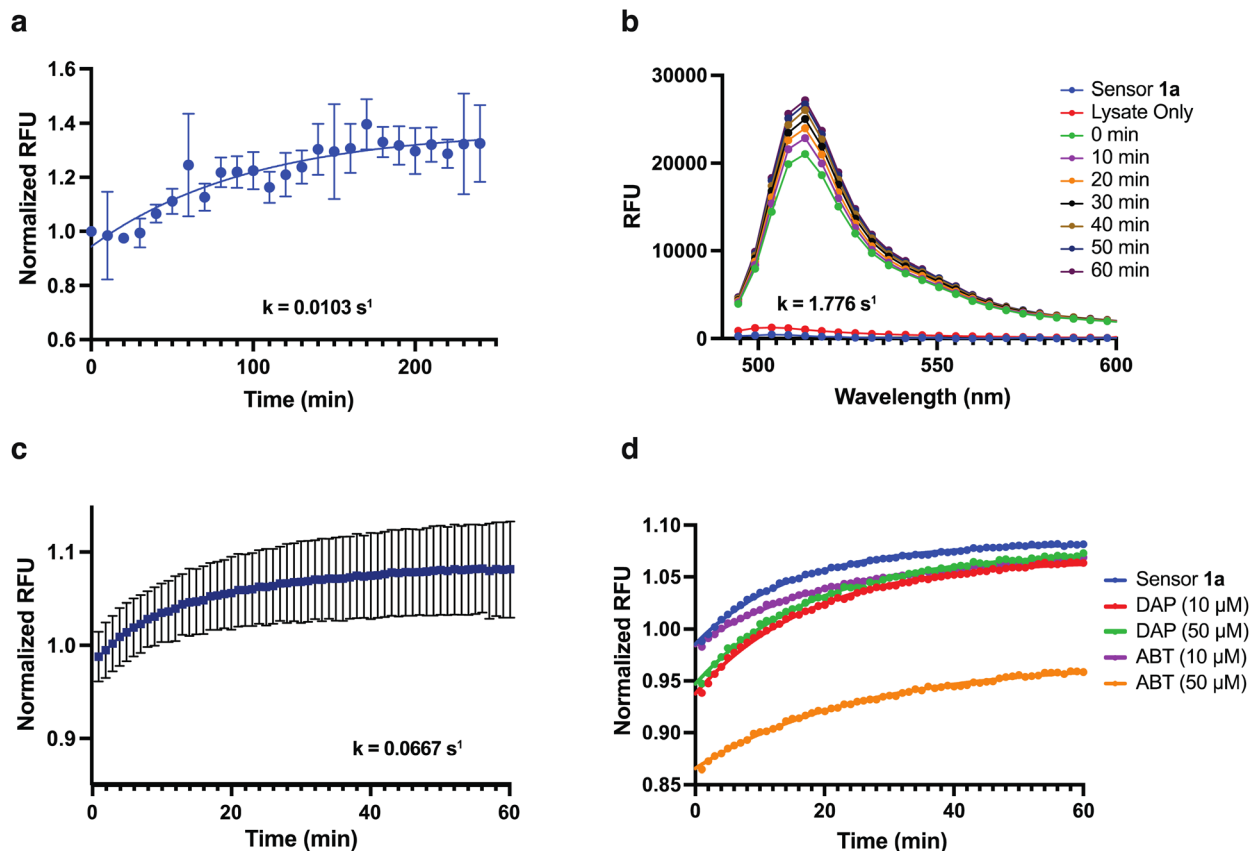 a
1.6
1.4
1.2
1.0
0.8
0.6
Normalized RFU
k = 0.0103 s¹
0
100
200
Time (min)
b
30000
20000
10000
0
RFU
k = 1.776 s¹
500
550
600
Wavelength (nm)
Sensor 1a
Lysate Only
0 min
10 min
20 min
30 min
40 min
50 min
60 min
c
1.1
1.0
0.9
Normalized RFU
k = 0.0667 s¹
0
20
40
60
Time (min)
d
1.10
1.05
1.00
0.95
0.90
0.85
Normalized RFU
0
20
40
60
Time (min)
Sensor 1a
DAP (10 µM)
DAP (50 µM)
ABT (10 µM)
ABT (50 µM)